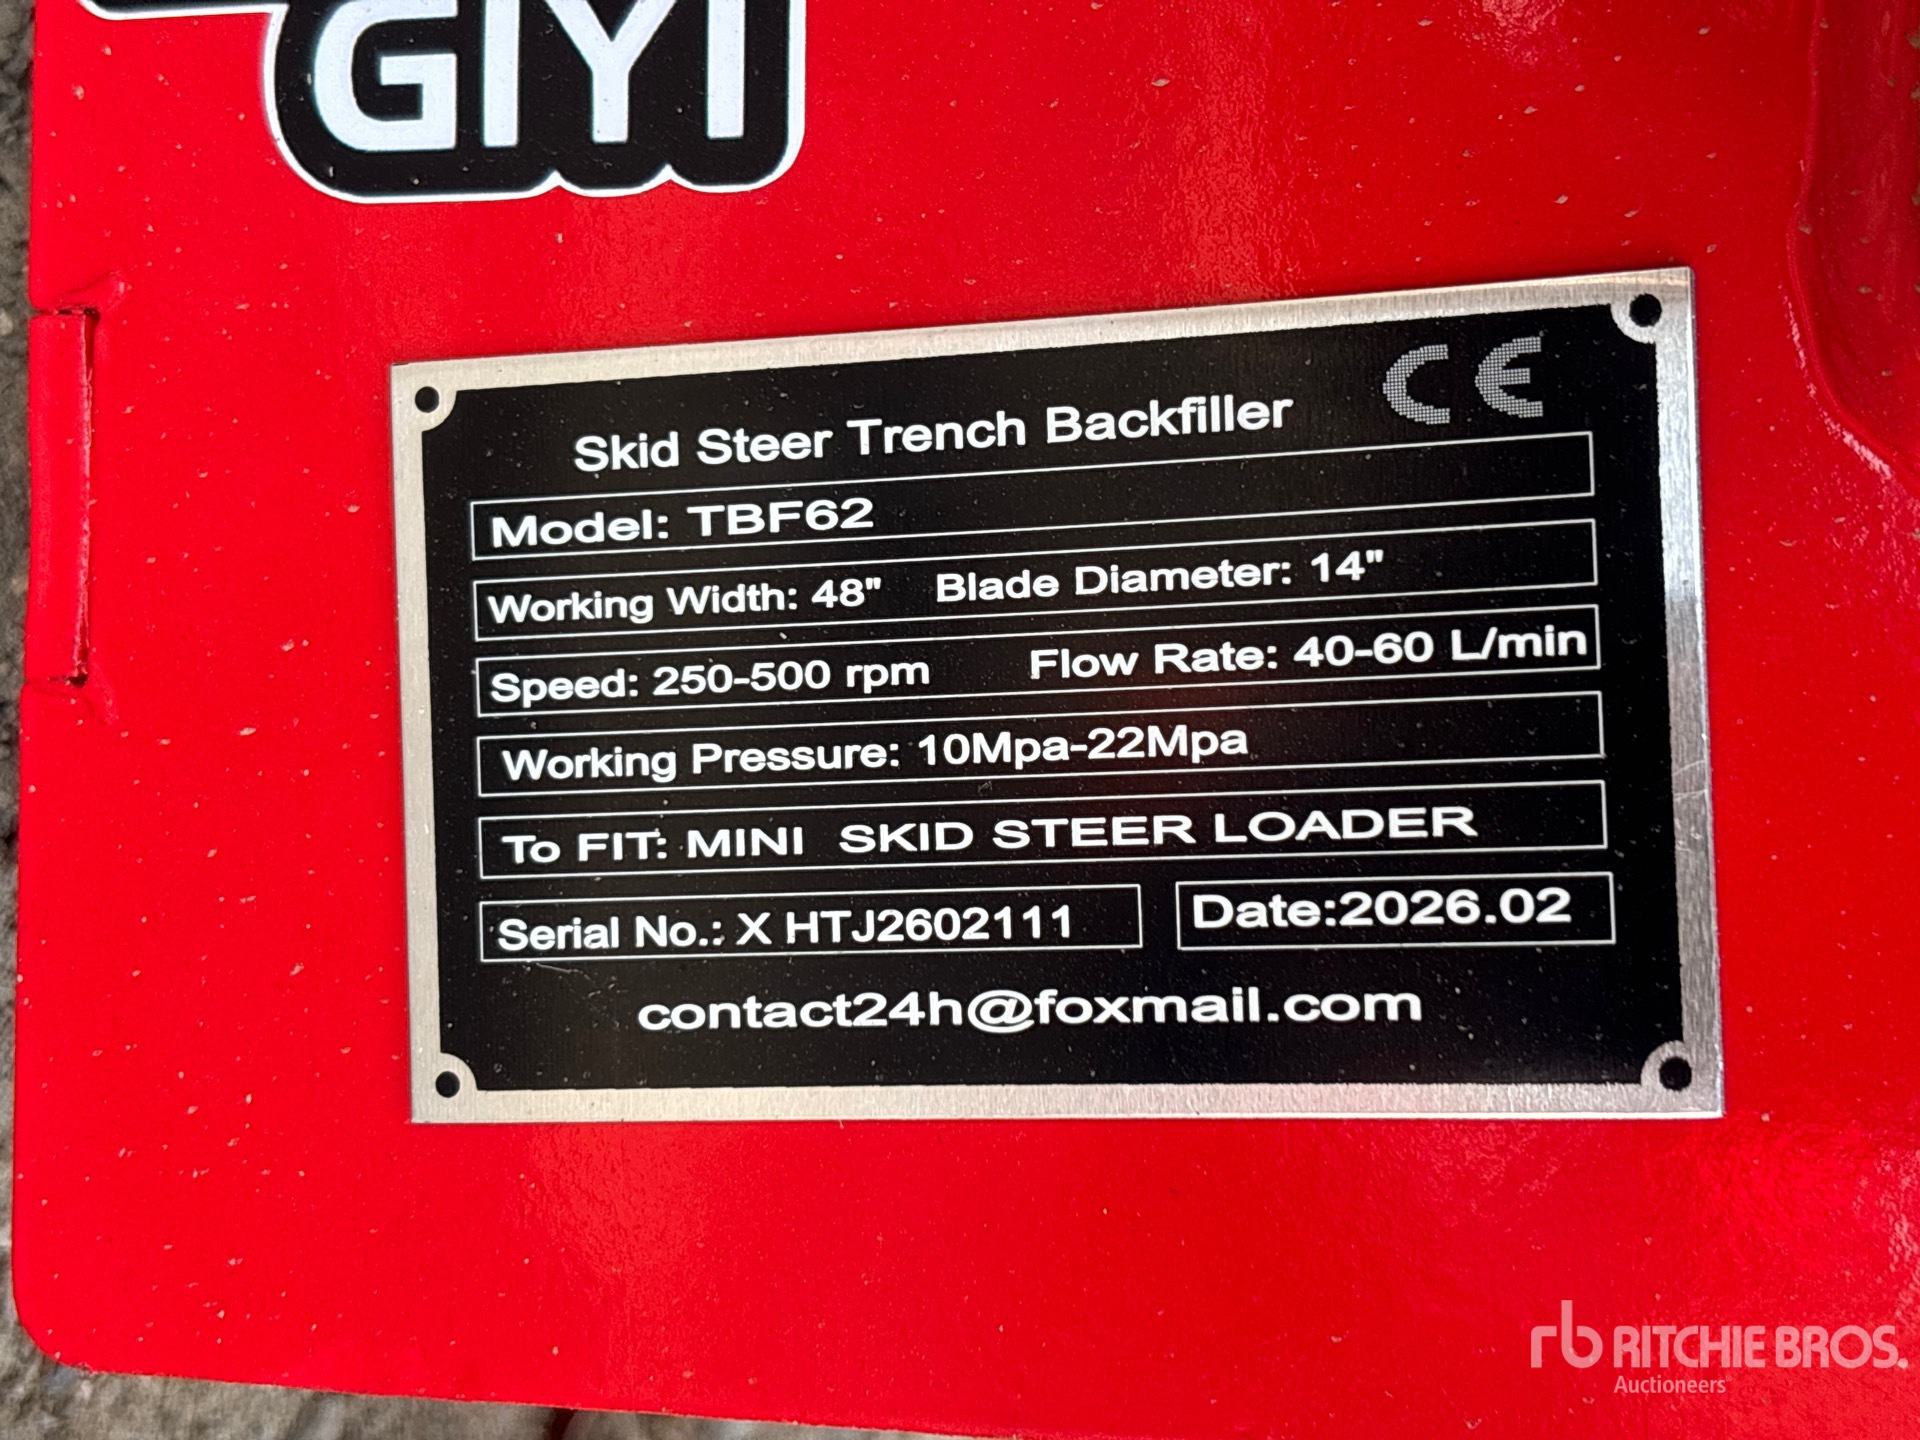 GIYI
CE
Skid Steer Trench Backfiller
Model: TBF62
Working Width: 48" Blade Diameter: 14"
Speed: 250-500 rpm Flow Rate: 40-60 L/min
Working Pressure: 10Mpa-22Mpa
To FIT: MINI SKID STEER LOADER
Serial No.: X HTJ2602111 Date:2026.02
contact24h@foxmail.com
rb RITCHIE BROS.
Auctioneers